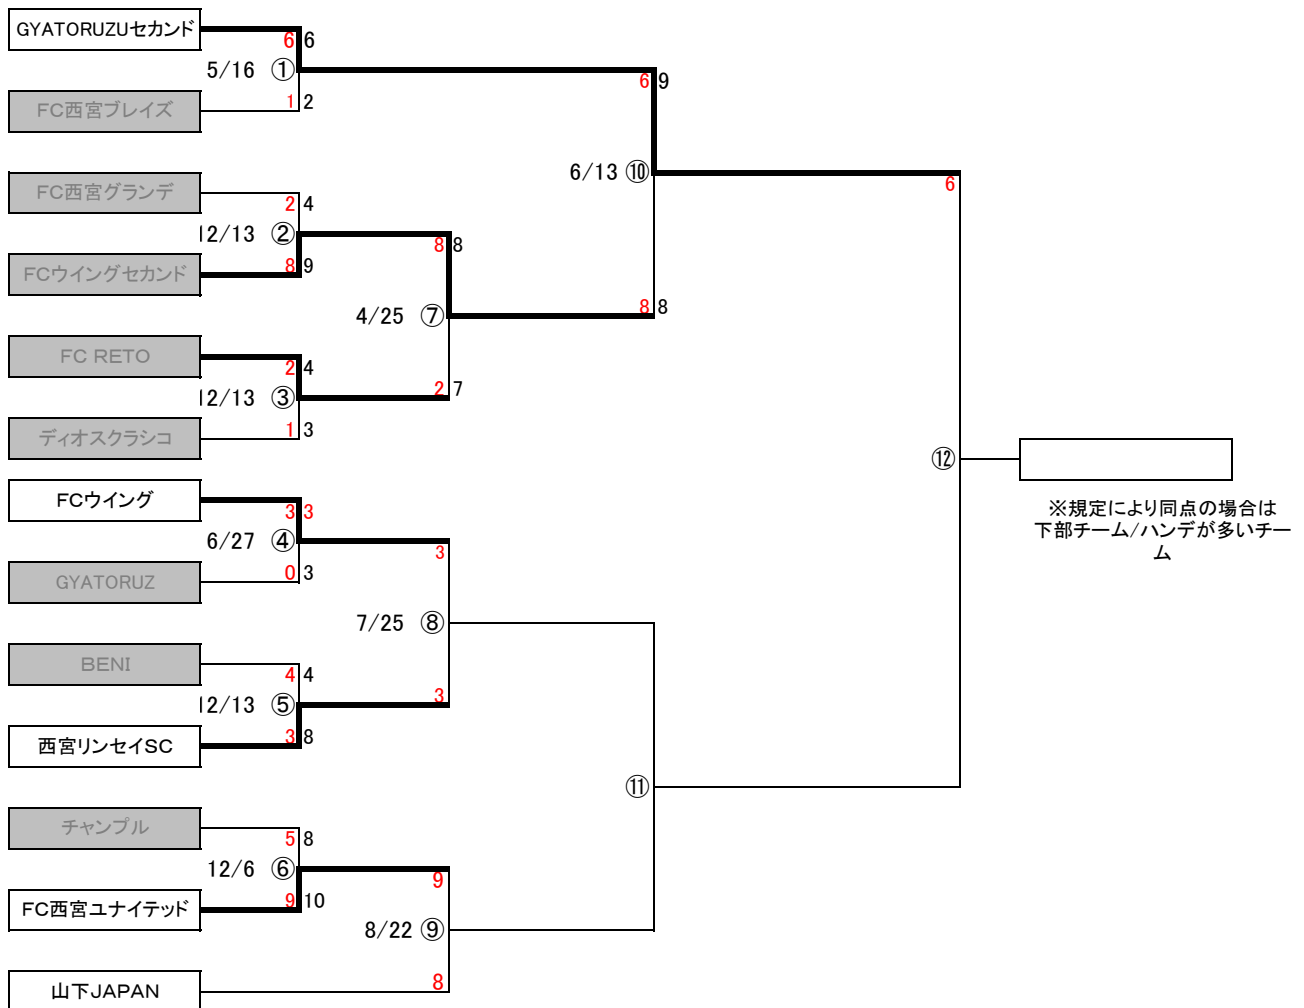 GYATORUZUセカンド
6 6
5/16 ①
6 9
FC西宮ブレイズ
1 2
6/13 ⑩
FC西宮グランデ
6
2 4
12/13 ②
8 8
FCウイングセカンド
8 9
4/25 ⑦
8 8
FC RETO
2 4
12/13 ③
2 7
ディオスクラシコ
1 3
⑫
FCウイング
3 3
※規定により同点の場合は
下部チーム/ハンデが多いチー
ム
6/27 ④
3
GYATORUZ
0 3
7/25 ⑧
BENI
4 4
12/13 ⑤
3
西宮リンセイSC
3 8
⑪
チャンプル
5 8
12/6 ⑥
9
FC西宮ユナイテッド
9 10
8/22 ⑨
山下JAPAN
8